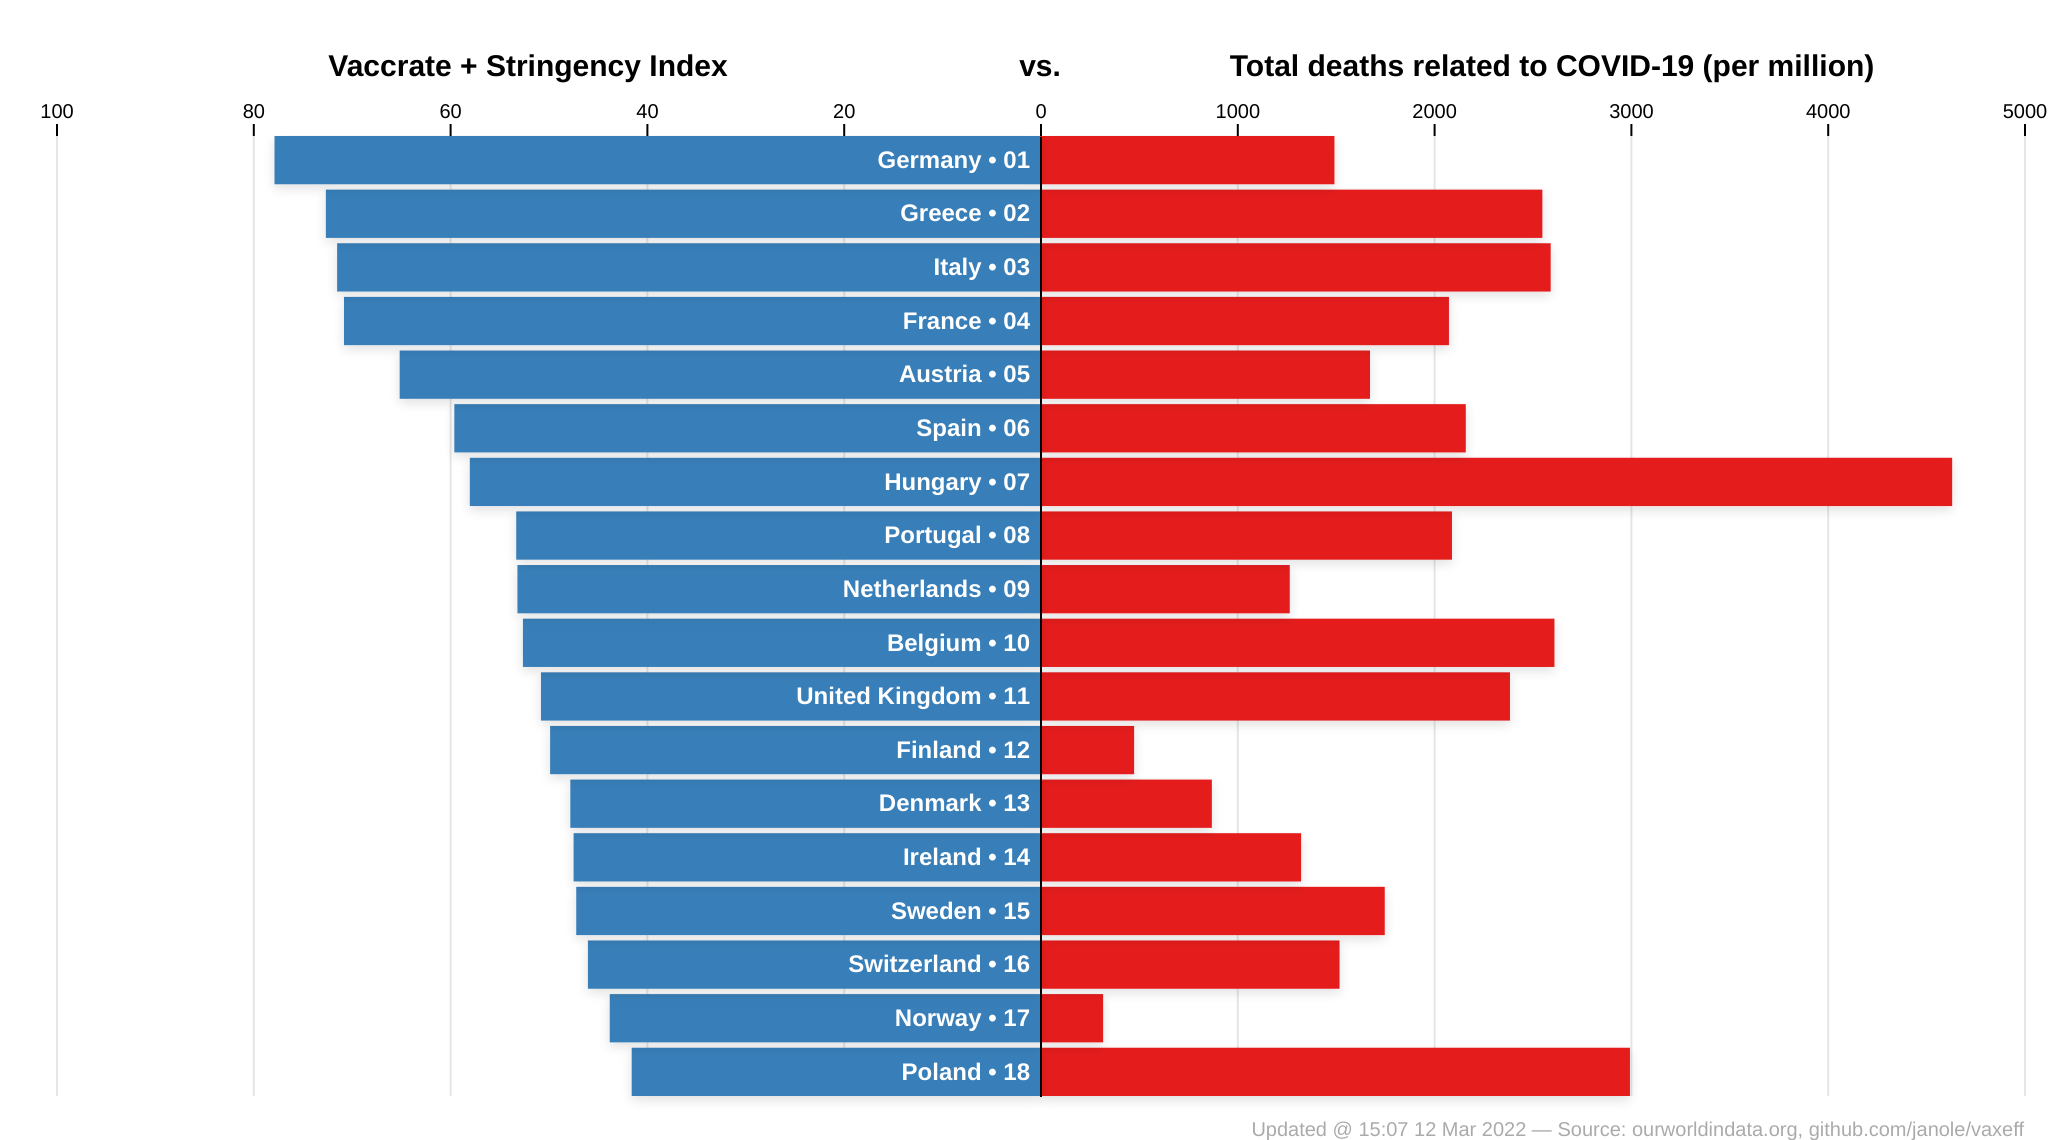 Vaccrate + Stringency Index vs. Total deaths related to COVID-19 (per million)
100 80 60 40 20 0 1000 2000 3000 4000 5000
Germany • 01
Greece • 02
Italy • 03
France • 04
Austria • 05
Spain • 06
Hungary • 07
Portugal • 08
Netherlands • 09
Belgium • 10
United Kingdom • 11
Finland • 12
Denmark • 13
Ireland • 14
Sweden • 15
Switzerland • 16
Norway • 17
Poland • 18
Updated @ 15:07 12 Mar 2022 — Source: ourworldindata.org, github.com/janole/vaxeff